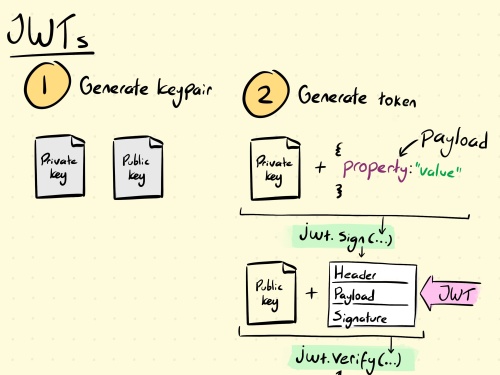 JWTs
1 Generate keypair
Private key
Public key
2 Generate token
Private key
+
{
property:"value"
}
Payload
jwt.sign(...)
Public key
+
Header
Payload
Signature
JWT
jwt.verify(...)